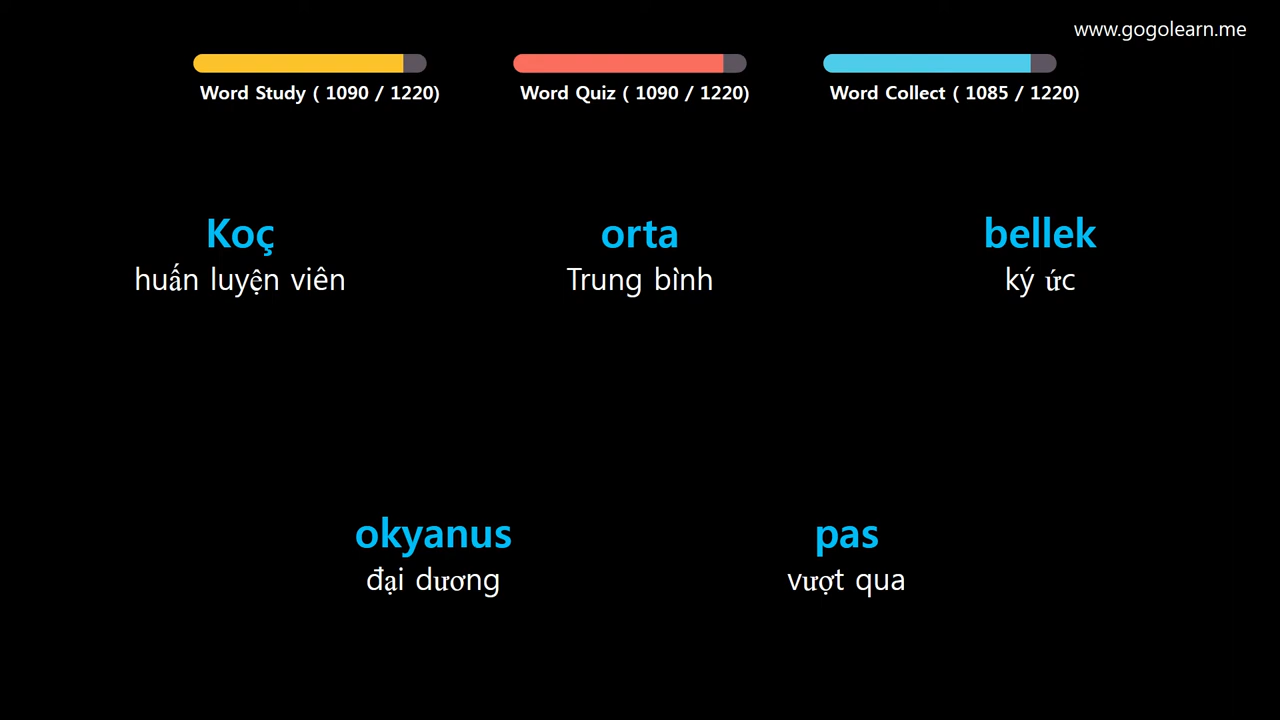 www.gogolearn.me
Word Study ( 1090 / 1220)
Word Quiz ( 1090 / 1220)
Word Collect ( 1085 / 1220)
Koç
huấn luyện viên
orta
Trung bình
bellek
ký ức
okyanus
đại dương
pas
vượt qua